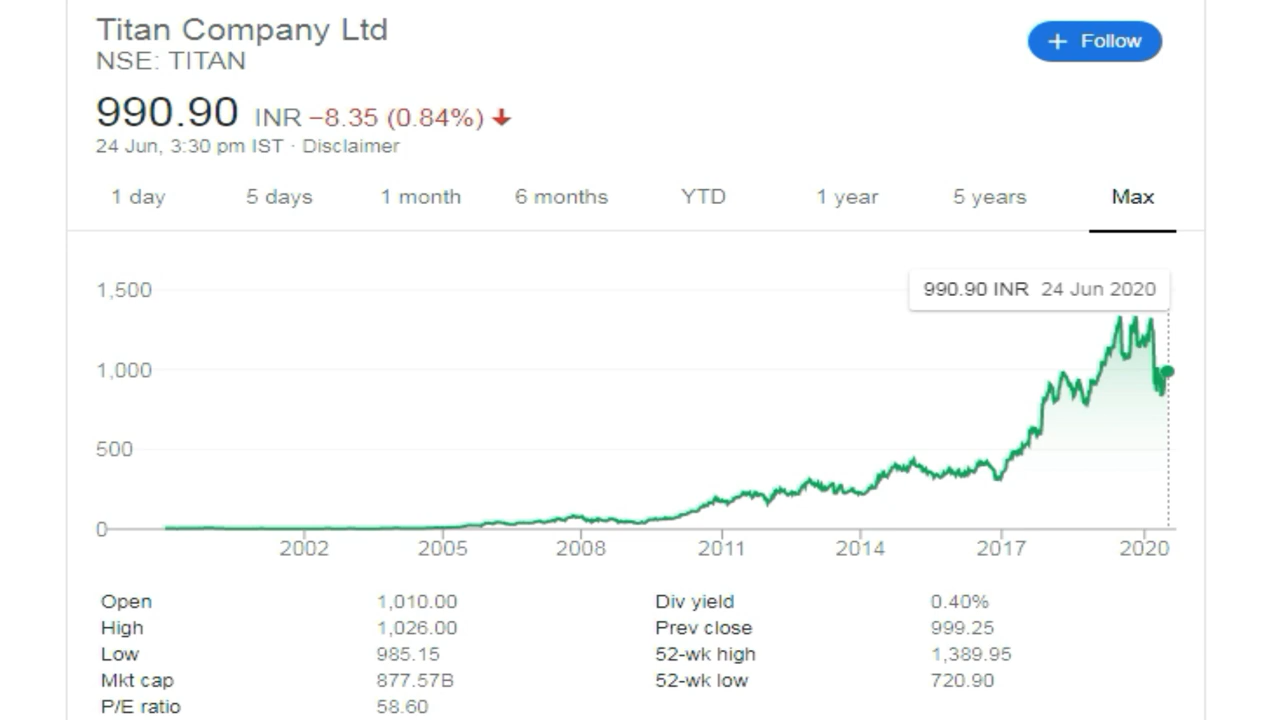 Titan Company Ltd
+ Follow
NSE: TITAN
990.90 INR −8.35 (0.84%) ↓
24 Jun, 3:30 pm IST · Disclaimer
1 day 5 days 1 month 6 months YTD 1 year 5 years Max
990.90 INR 24 Jun 2020
1,500
1,000
500
0
2002 2005 2008 2011 2014 2017 2020
Open 1,010.00 Div yield 0.40%
High 1,026.00 Prev close 999.25
Low 985.15 52-wk high 1,389.95
Mkt cap 877.57B 52-wk low 720.90
P/E ratio 58.60